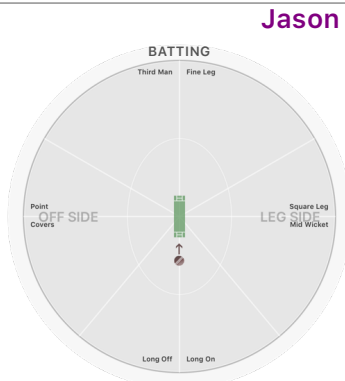 Jason
BATTING
Third Man
Fine Leg
Point
Square Leg
OFF SIDE
LEG SIDE
Covers
Mid Wicket
Long Off
Long On